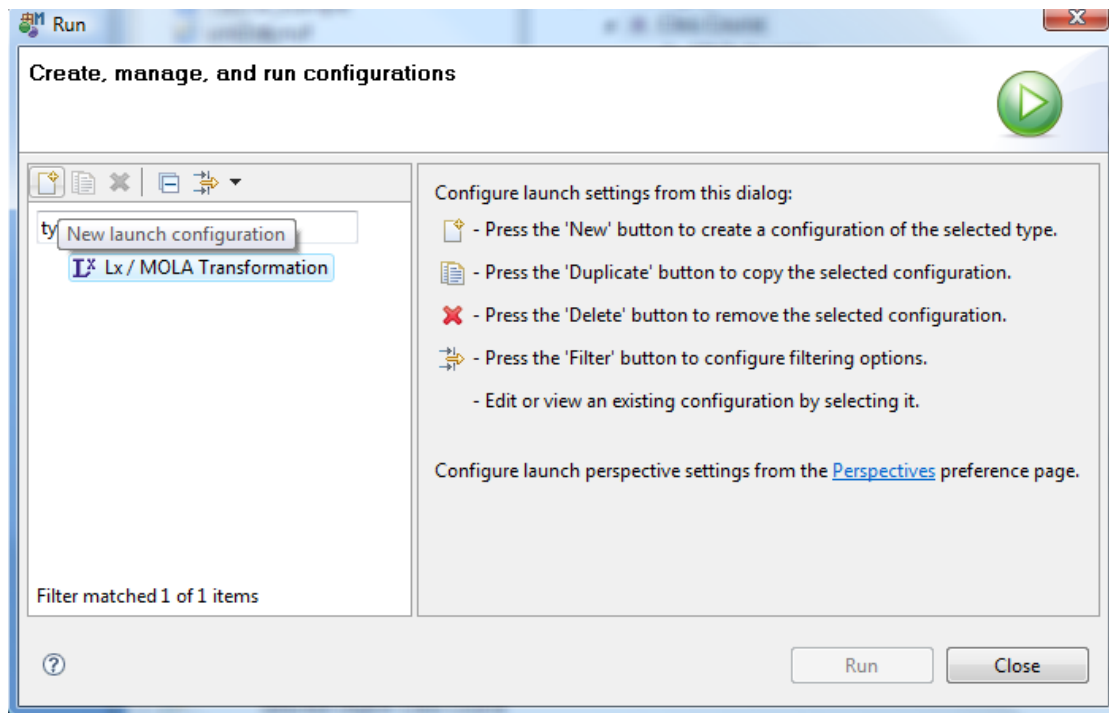 Run
Create, manage, and run configurations
ty
New launch configuration
Lx / MOLA Transformation
Filter matched 1 of 1 items
Configure launch settings from this dialog:
- Press the 'New' button to create a configuration of the selected type.
- Press the 'Duplicate' button to copy the selected configuration.
- Press the 'Delete' button to remove the selected configuration.
- Press the 'Filter' button to configure filtering options.
- Edit or view an existing configuration by selecting it.
Configure launch perspective settings from the Perspectives preference page.
Run
Close